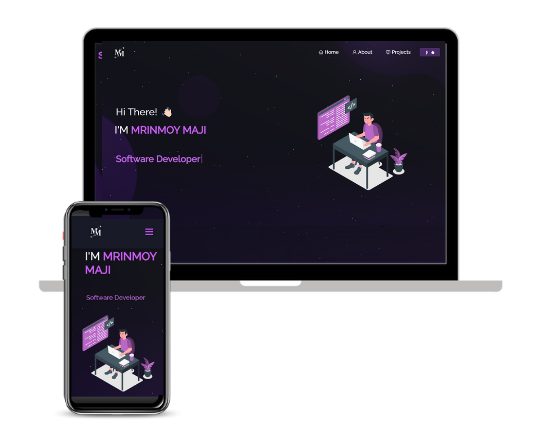 MM
Home
About
Projects
Hi There!
I'M MRINMOY MAJI
Software Developer
MM
I'M MRINMOY
MAJI
Software Developer